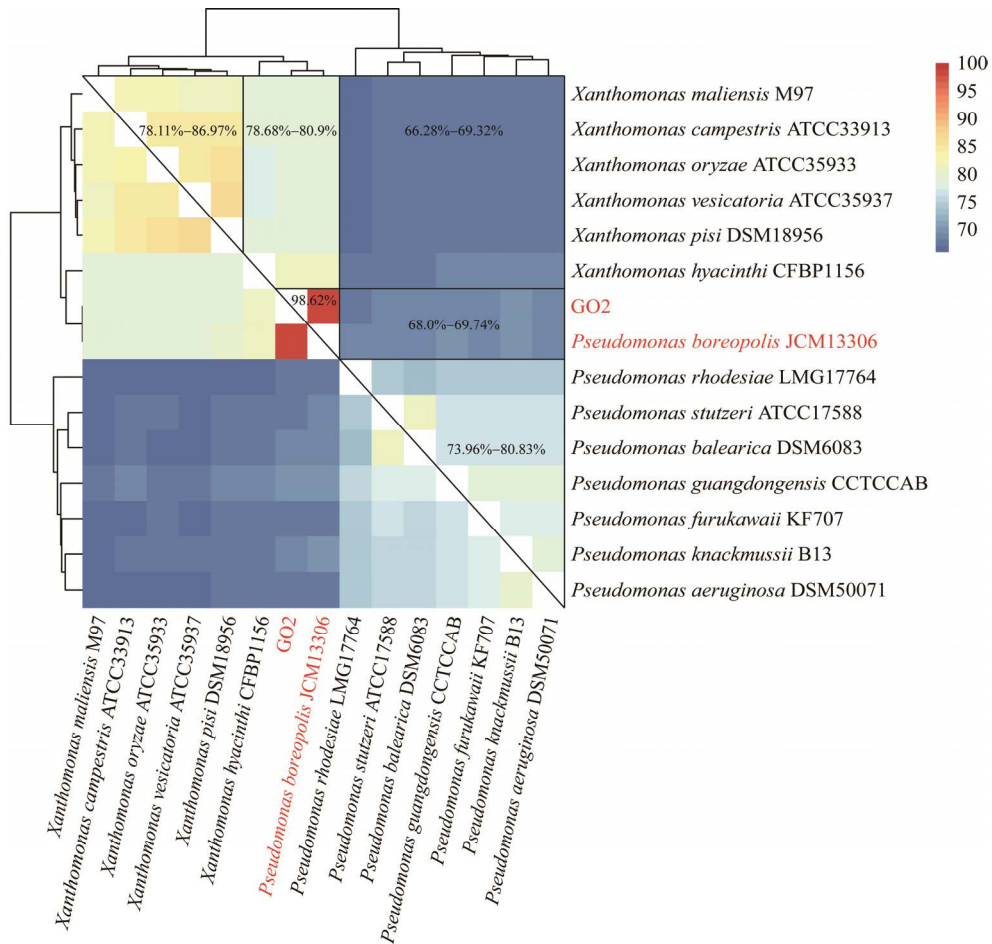 100
95
90
85
80
75
70
78.11%–86.97%
78.68%–80.9%
66.28%–69.32%
98.62%
68.0%–69.74%
73.96%–80.83%
Xanthomonas maliensis M97
Xanthomonas campestris ATCC33913
Xanthomonas oryzae ATCC35933
Xanthomonas vesicatoria ATCC35937
Xanthomonas pisi DSM18956
Xanthomonas hyacinthi CFBP1156
GO2
Pseudomonas boreopolis JCM13306
Pseudomonas rhodesiae LMG17764
Pseudomonas stutzeri ATCC17588
Pseudomonas balearica DSM6083
Pseudomonas guangdongensis CCTCCAB
Pseudomonas furukawaii KF707
Pseudomonas knackmussii B13
Pseudomonas aeruginosa DSM50071
Xanthomonas maliensis M97
Xanthomonas campestris ATCC33913
Xanthomonas oryzae ATCC35933
Xanthomonas vesicatoria ATCC35937
Xanthomonas pisi DSM18956
Xanthomonas hyacinthi CFBP1156
GO2
Pseudomonas boreopolis JCM13306
Pseudomonas rhodesiae LMG17764
Pseudomonas stutzeri ATCC17588
Pseudomonas balearica DSM6083
Pseudomonas guangdongensis CCTCCAB
Pseudomonas furukawaii KF707
Pseudomonas knackmussii B13
Pseudomonas aeruginosa DSM50071